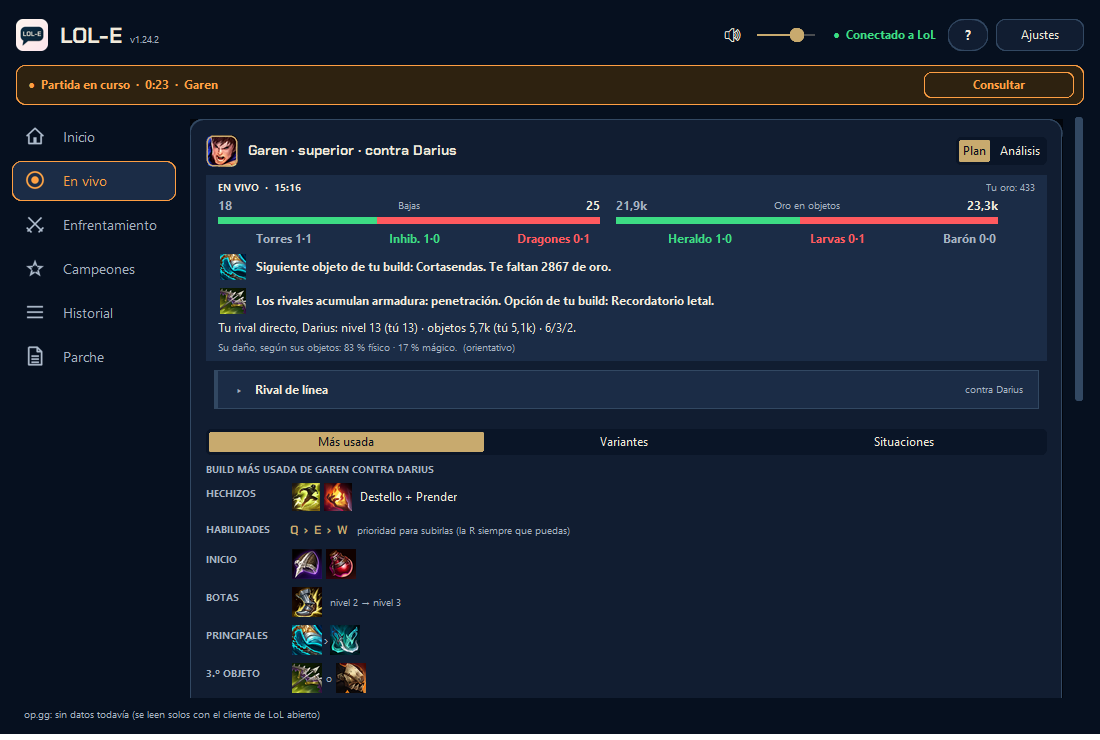 LOL-E
LOL-E v1.24.2
Conectado a LoL
?
Ajustes
Partida en curso · 0:23 · Garen
Consultar
Inicio
En vivo
Enfrentamiento
Campeones
Historial
Parche
Garen · superior · contra Darius
Plan
Análisis
EN VIVO · 15:16
Tu oro: 433
18 Bajas 25
21,9k Oro en objetos 23,3k
Torres 1-1 Inhib. 1-0 Dragones 0-1 Heraldo 1-0 Larvas 0-1 Barón 0-0
Siguiente objeto de tu build: Cortasendas. Te faltan 2867 de oro.
Los rivales acumulan armadura: penetración. Opción de tu build: Recordatorio letal.
Tu rival directo, Darius: nivel 13 (tú 13) · objetos 5,7k (tú 5,1k) · 6/3/2.
Su daño, según sus objetos: 83 % físico · 17 % mágico. (orientativo)
Rival de línea
contra Darius
Más usada
Variantes
Situaciones
BUILD MÁS USADA DE GAREN CONTRA DARIUS
HECHIZOS Destello + Prender
HABILIDADES Q › E › W prioridad para subirlas (la R siempre que puedas)
INICIO
BOTAS nivel 2 → nivel 3
PRINCIPALES ›
3.º OBJETO o
op.gg: sin datos todavía (se leen solos con el cliente de LoL abierto)